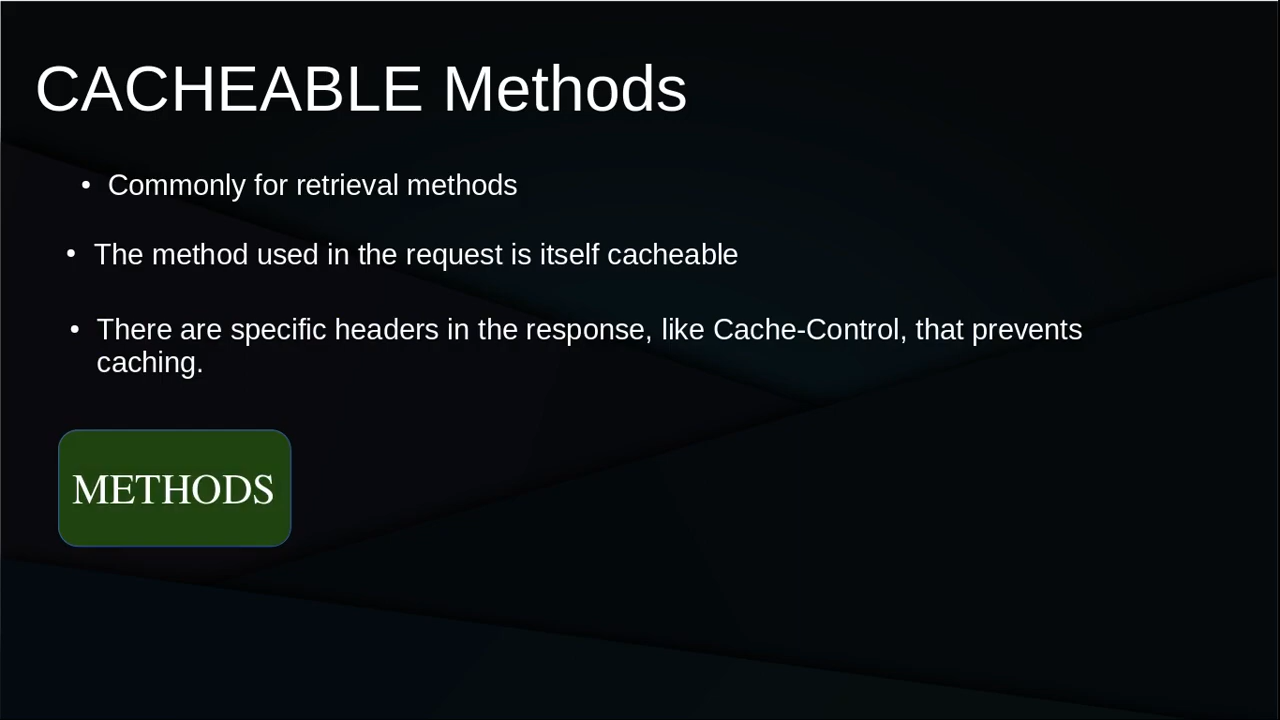 CACHEABLE Methods
• Commonly for retrieval methods
• The method used in the request is itself cacheable
• There are specific headers in the response, like Cache-Control, that prevents
caching.
METHODS